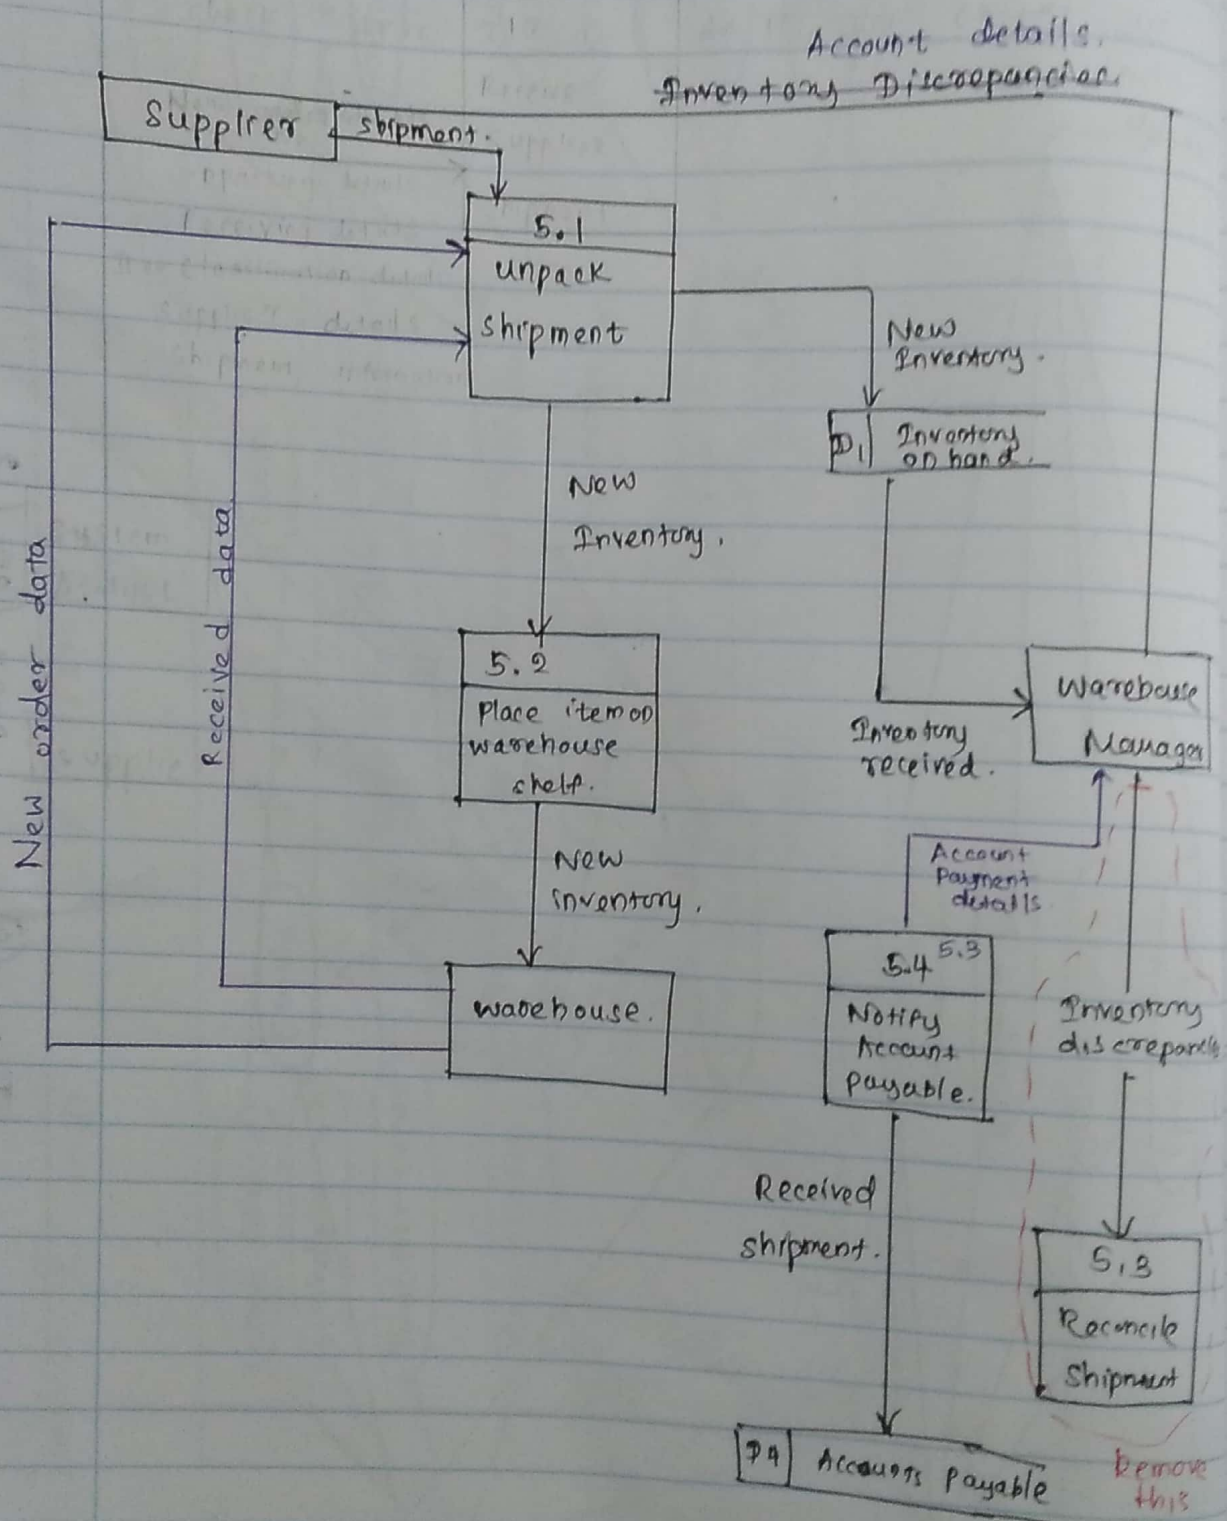 Account details.
Inventory Discrepancies.
Supplier
shipment.
5.1
unpack
shipment
New
Inventory.
D1
Inventory
on hand.
New
Inventory.
New order data
Received data
5.2
Place item on
warehouse
shelf.
Warehouse
Manager
Inventory
received.
New
inventory.
Account
Payment
details
5.4 5.3
Notify
Account
payable.
warehouse.
Inventory
discrepancies
Received
shipment.
5.3
Reconcile
Shipment
D4
Accounts Payable
Remove
this